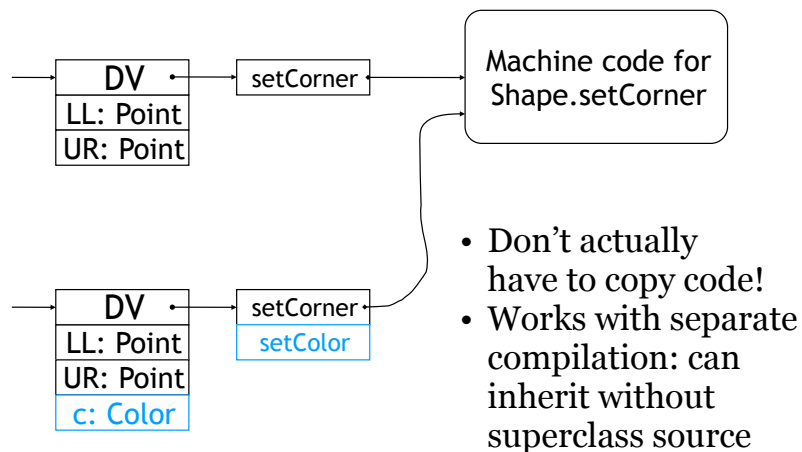 DV
setCorner
Machine code for
Shape.setCorner
LL: Point
UR: Point
DV
setCorner
LL: Point
setColor
UR: Point
c: Color
• Don’t actually
have to copy code!
• Works with separate
compilation: can
inherit without
superclass source